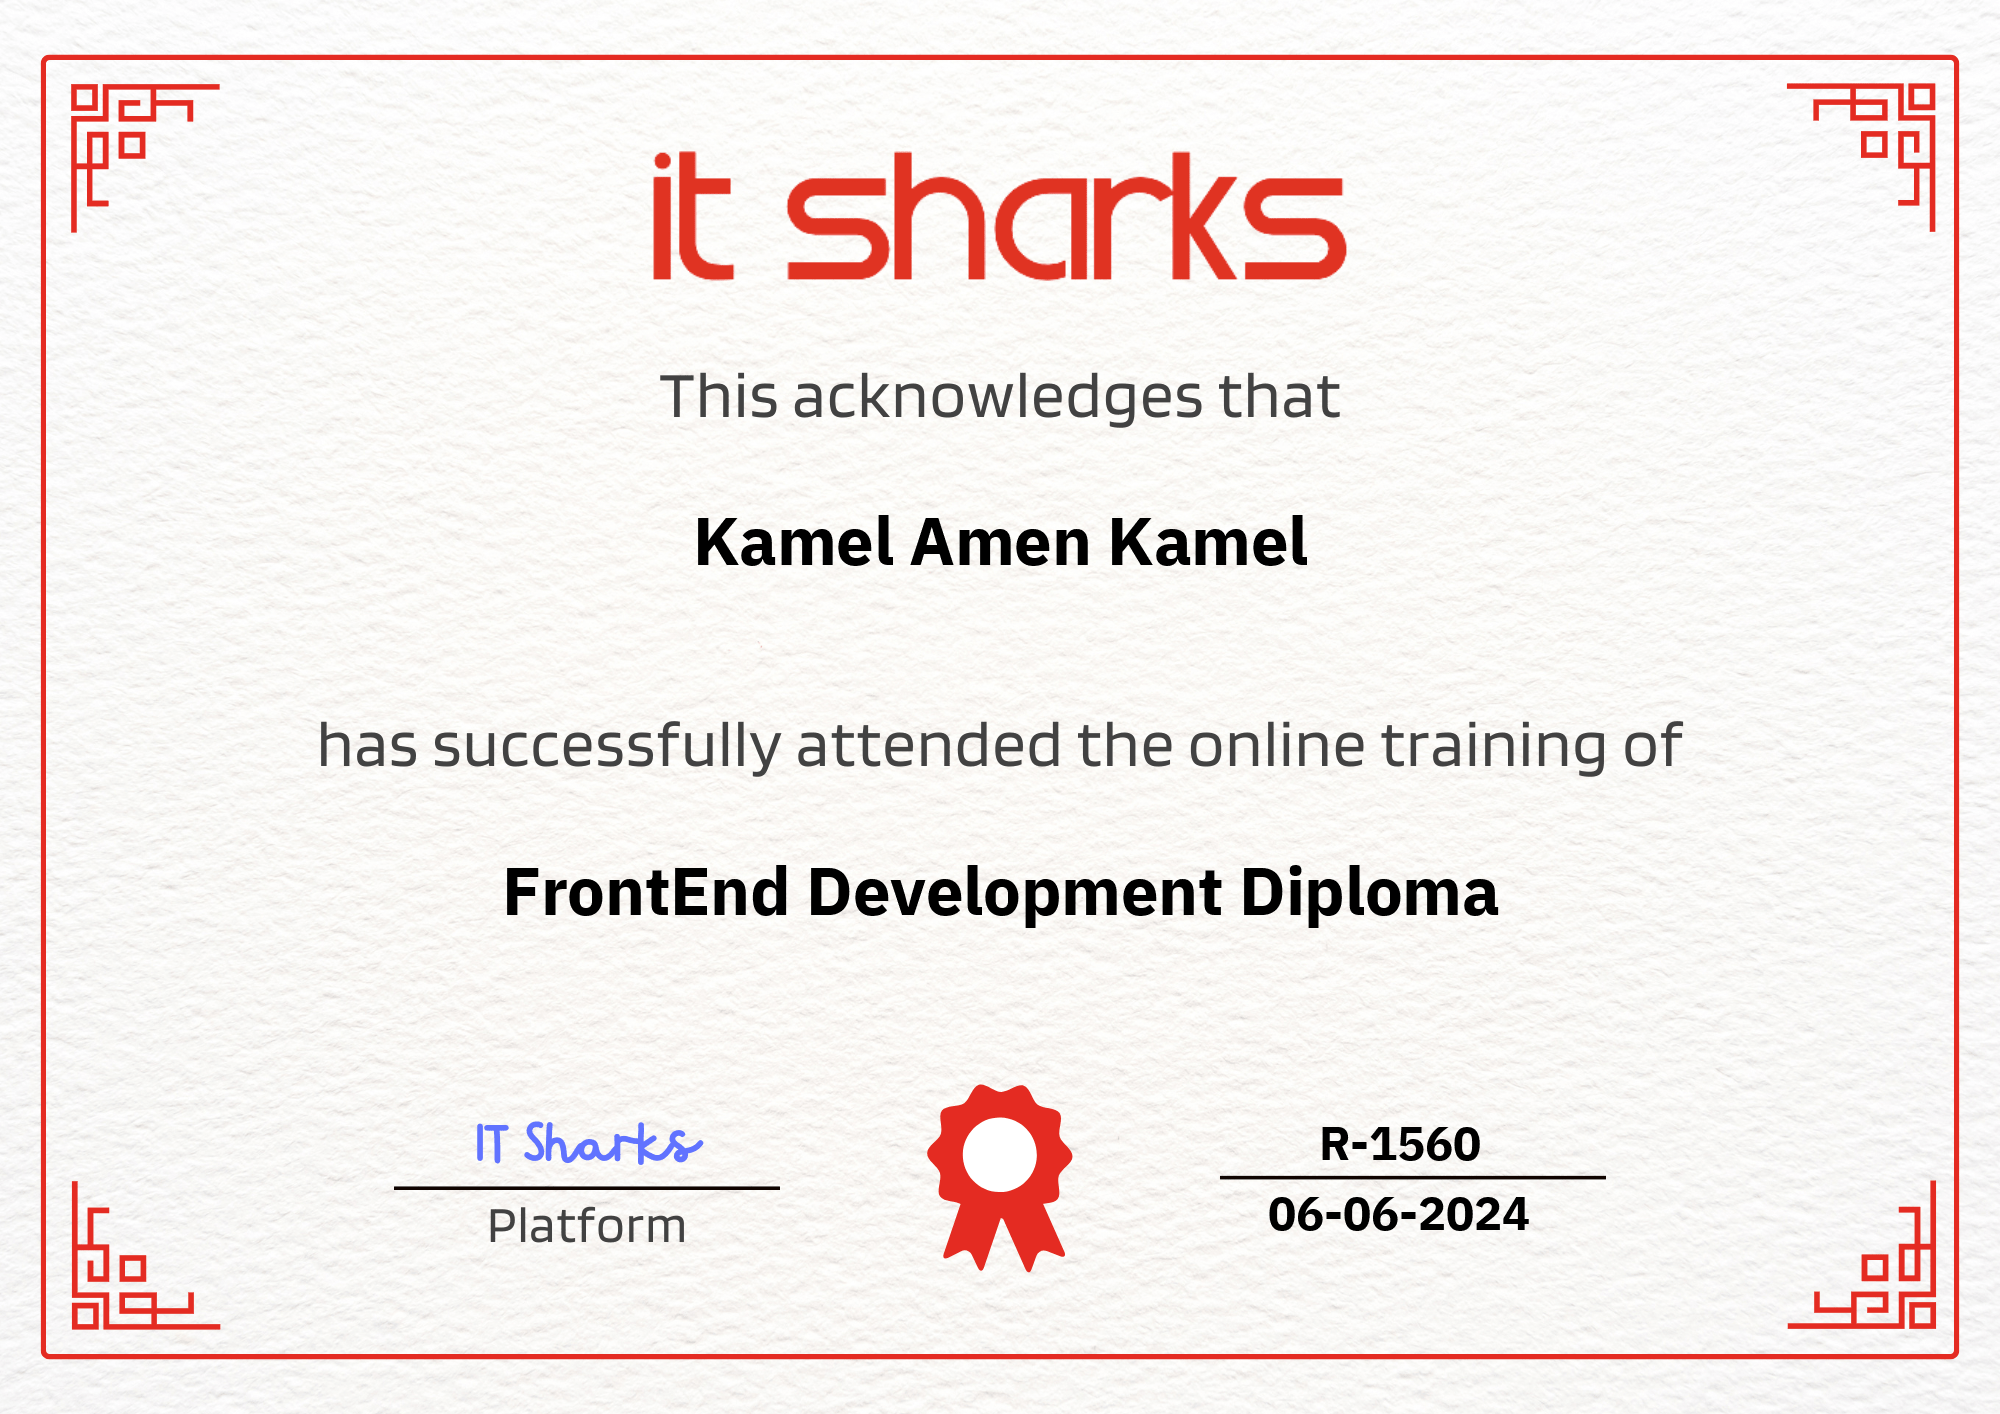 it sharks
This acknowledges that
Kamel Amen Kamel
has successfully attended the online training of
FrontEnd Development Diploma
IT Sharks
Platform
R-1560
06-06-2024